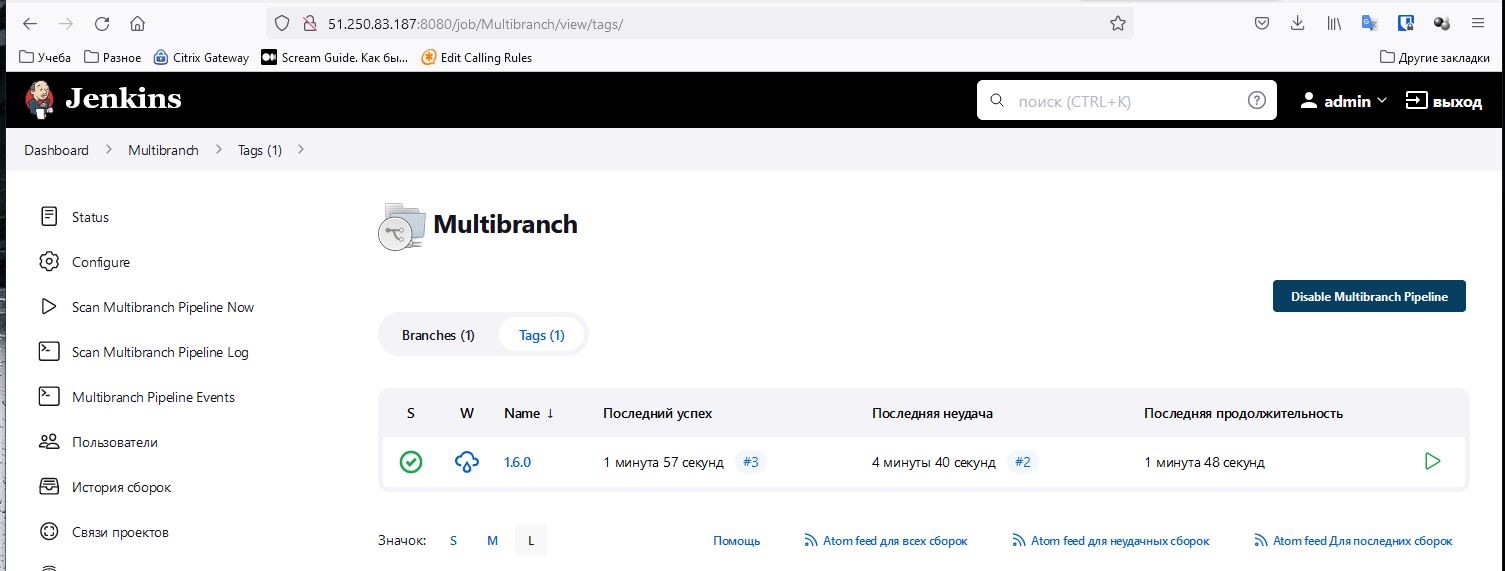 51.250.83.187:8080/job/Multibranch/view/tags/
Учеба Разное Citrix Gateway Scream Guide. Как бы... Edit Calling Rules Другие закладки
Jenkins поиск (CTRL+K) admin выход
Dashboard Multibranch Tags (1)
Status
Configure
Scan Multibranch Pipeline Now
Scan Multibranch Pipeline Log
Multibranch Pipeline Events
Пользователи
История сборок
Связи проектов
Multibranch
Disable Multibranch Pipeline
Branches (1) Tags (1)
S W Name ↓ Последний успех Последняя неудача Последняя продолжительность
1.6.0 1 минута 57 секунд #3 4 минуты 40 секунд #2 1 минута 48 секунд
Значок: S M L Помощь Atom feed для всех сборок Atom feed для неудачных сборок Atom feed Для последних сборок